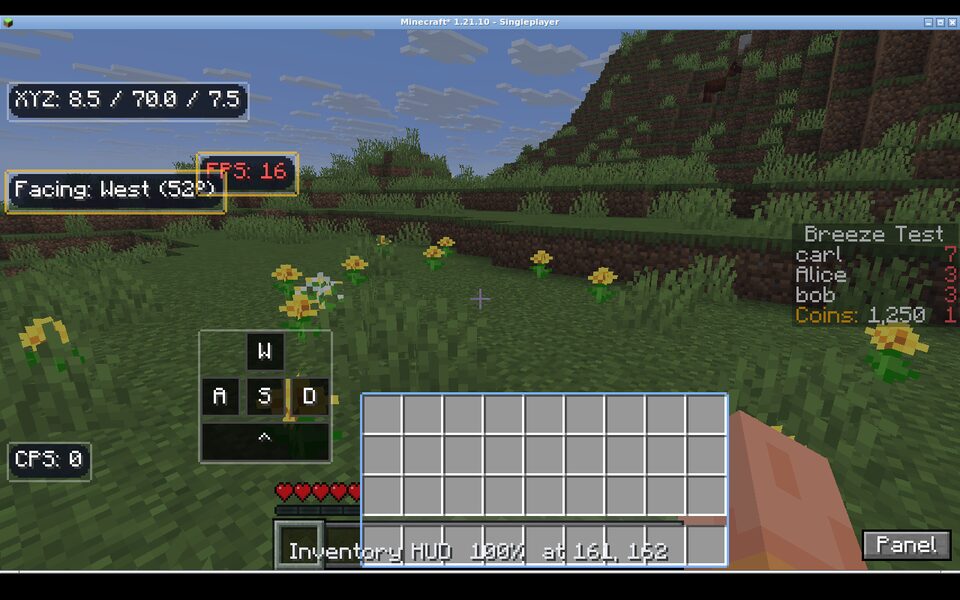 Minecraft* 1.21.10 - Singleplayer
XYZ: 8.5 / 70.0 / 7.5
FPS: 16
Facing: West (52°)
Breeze Test
carl 7
Alice 3
bob 3
Coins: 1,250 1
W
A S D
^
CPS: 0
Inventory HUD 100% at 161, 162
Panel